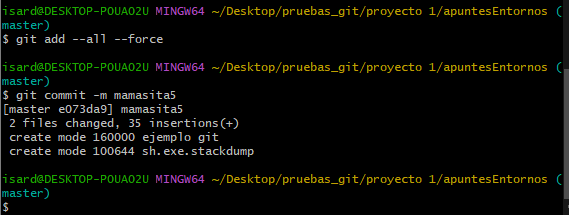 isard@DESKTOP-POUAO2U MINGW64 ~/Desktop/pruebas_git/proyecto 1/apuntesEntornos (
master)
$ git add --all --force
isard@DESKTOP-POUAO2U MINGW64 ~/Desktop/pruebas_git/proyecto 1/apuntesEntornos (
master)
$ git commit -m mamasita5
[master e073da9] mamasita5
 2 files changed, 35 insertions(+)
 create mode 160000 ejemplo git
 create mode 100644 sh.exe.stackdump
isard@DESKTOP-POUAO2U MINGW64 ~/Desktop/pruebas_git/proyecto 1/apuntesEntornos (
master)
$